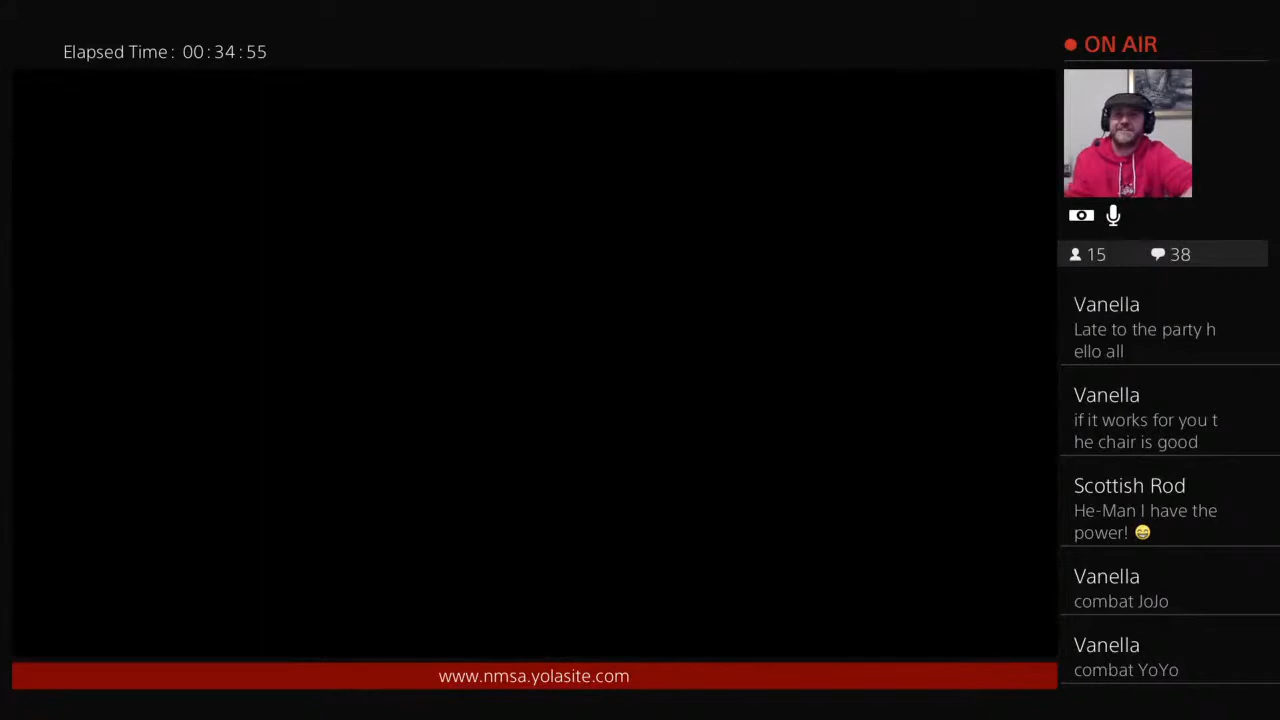 Elapsed Time: 00:34:55
ON AIR
15 38
Vanella
Late to the party h
ello all
Vanella
if it works for you t
he chair is good
Scottish Rod
He-Man I have the
power! 😁
Vanella
combat JoJo
Vanella
combat YoYo
www.nmsa.yolasite.com